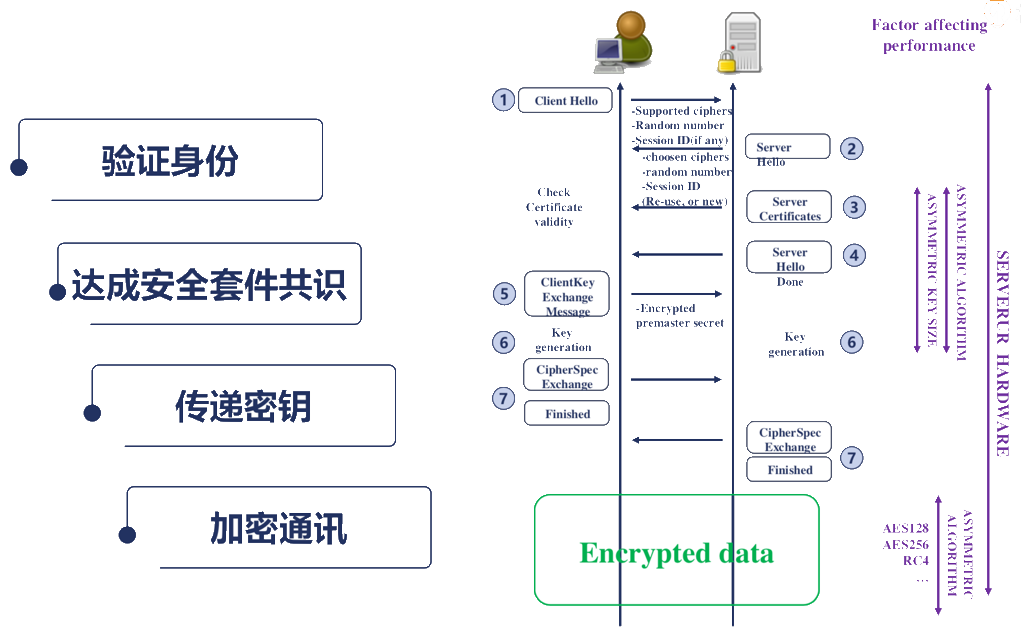 验证身份
达成安全套件共识
传递密钥
加密通讯
Factor affecting
performance
1
Client Hello
-Supported ciphers
-Random number
-Session ID(if any)
Server
Hello
2
-choosen ciphers
-random number
-Session ID
(Re-use, or new)
Check
Certificate
validity
Server
Certificates
3
Server
Hello
Done
4
5
ClientKey
Exchange
Message
-Encrypted
premaster secret
6
Key
generation
Key
generation
6
7
CipherSpec
Exchange
Finished
CipherSpec
Exchange
Finished
7
Encrypted data
ASYMMETRIC KEY SIZE
ASYMMETRIC ALGORITHM
SERVERUR HARDWARE
AES128
AES256
RC4
...
ASYMMETRIC
ALGORITHM